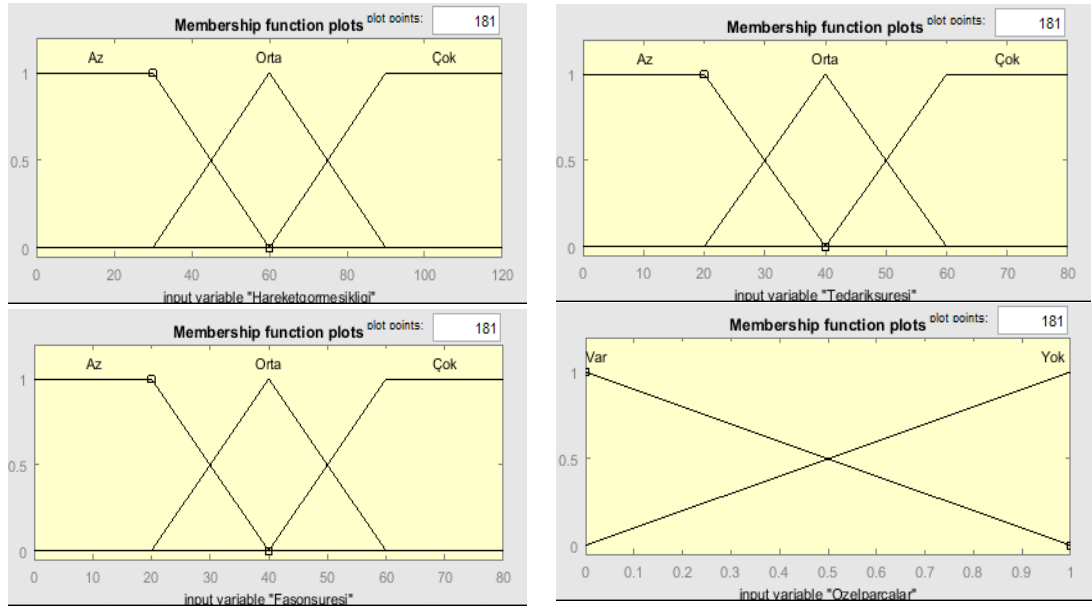 Membership function plots plot points: 181
Az Orta Çok
1
0.5
0
0 20 40 60 80 100 120
input variable "Hareketgormesikligi"
Membership function plots plot points: 181
Az Orta Çok
1
0.5
0
0 10 20 30 40 50 60 70 80
input variable "Tedariksuresi"
Membership function plots plot points: 181
Az Orta Çok
1
0.5
0
0 10 20 30 40 50 60 70 80
input variable "Fasonsuresi"
Membership function plots plot points: 181
Var Yok
1
0.5
0
0 0.1 0.2 0.3 0.4 0.5 0.6 0.7 0.8 0.9 1
input variable "Ozelparcalar"